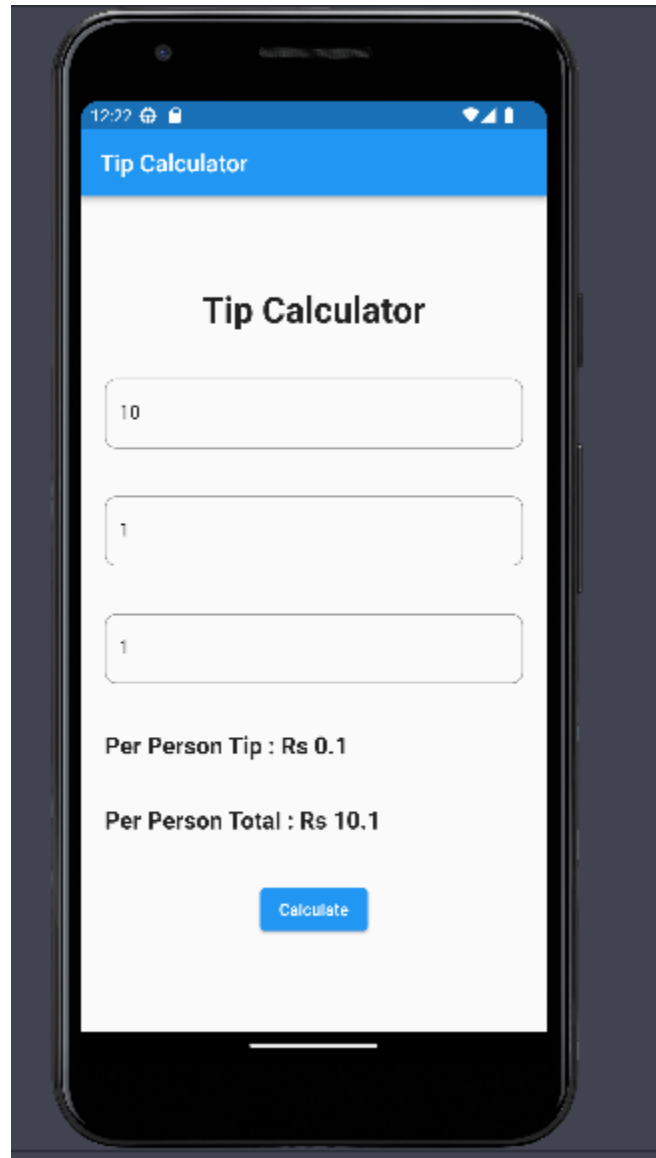 12:22
Tip Calculator
Tip Calculator
10
1
1
Per Person Tip : Rs 0.1
Per Person Total : Rs 10.1
Calculate